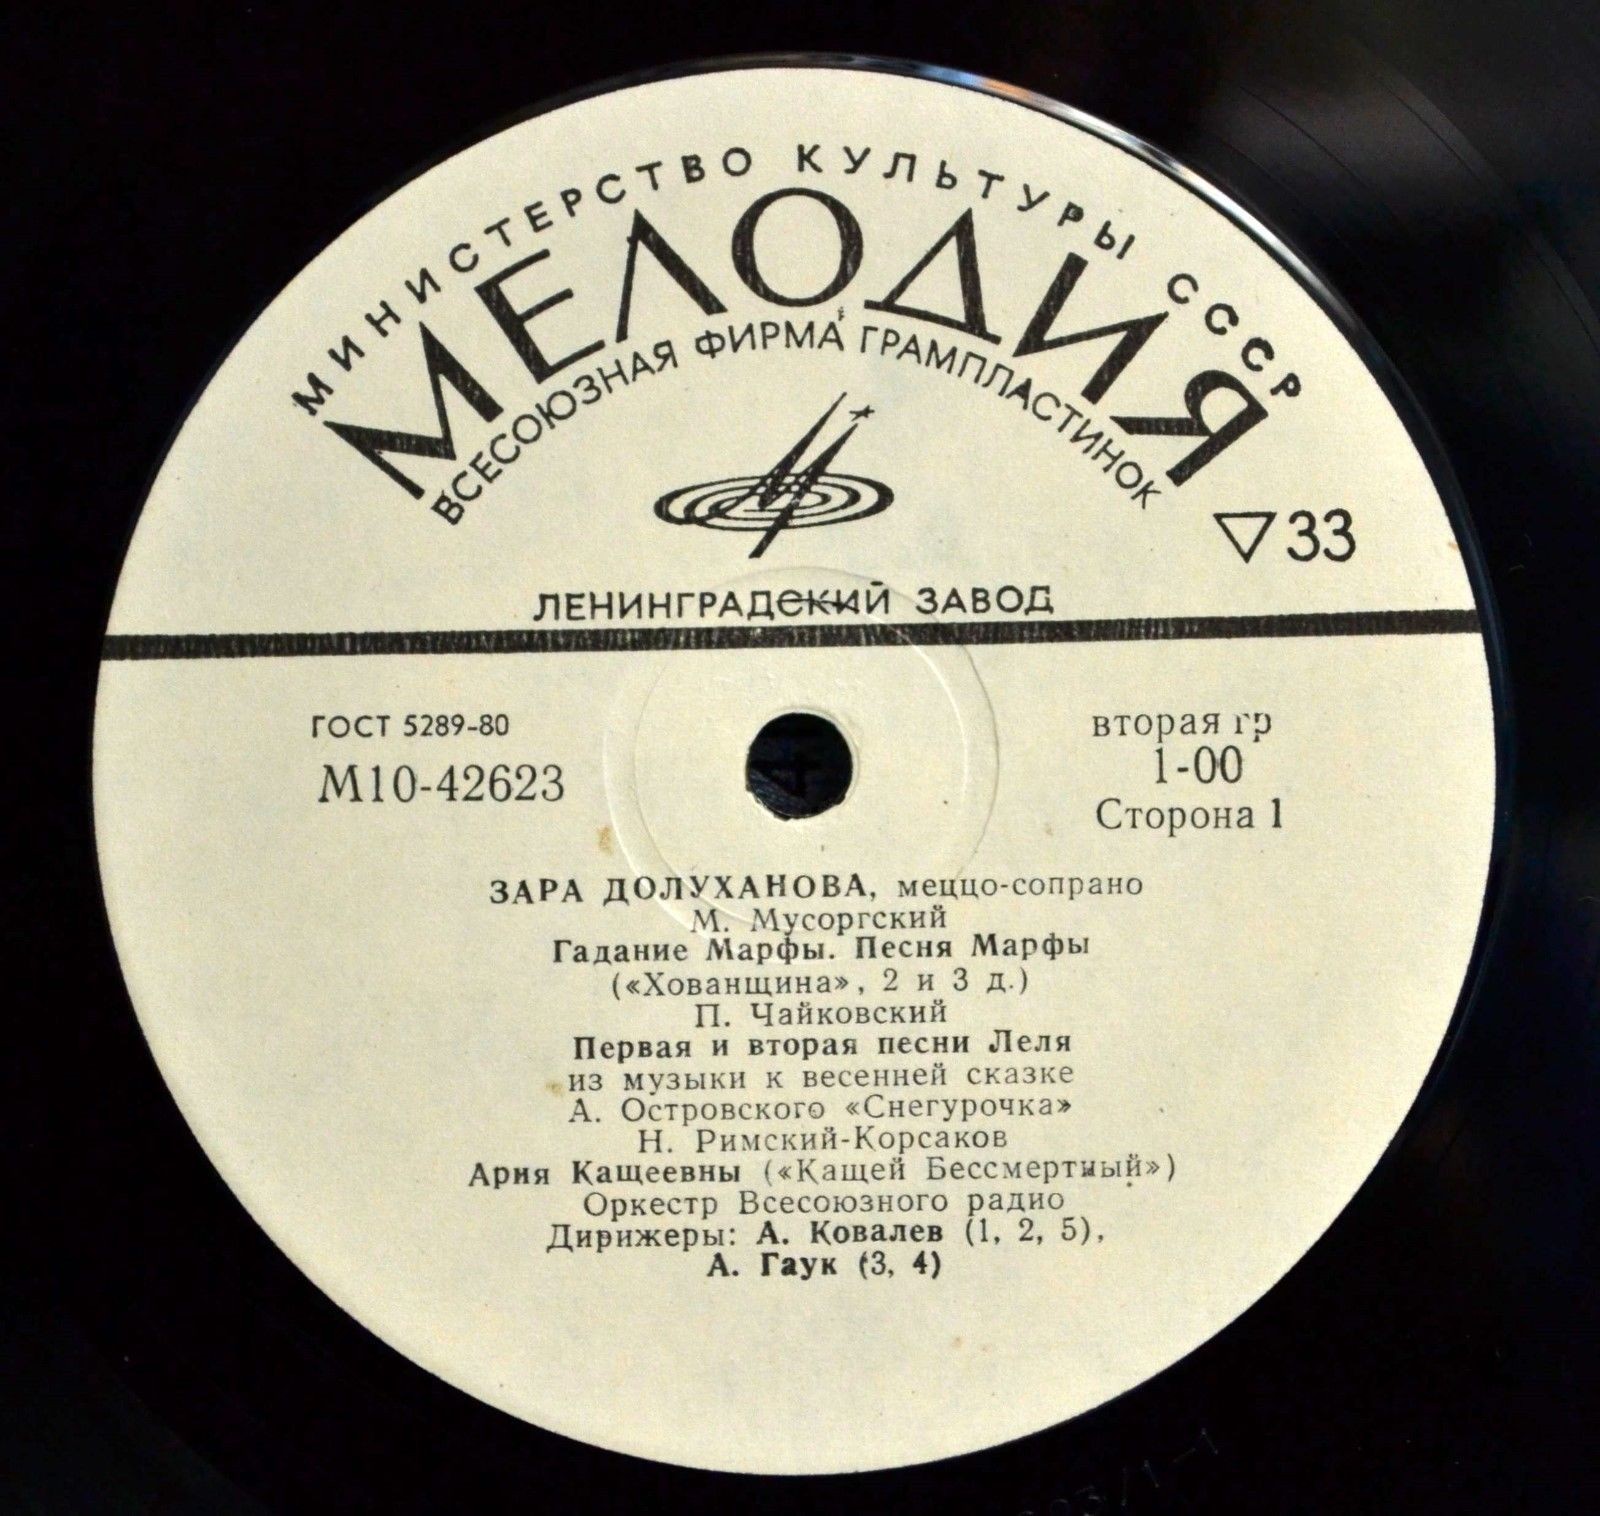 МИНИСТЕРСТВО КУЛЬТУРЫ СССР
МЕЛОДИЯ
ВСЕСОЮЗНАЯ ФИРМА ГРАМПЛАСТИНОК
▽33
ЛЕНИНГРАДСКИЙ ЗАВОД
ГОСТ 5289-80
М10-42623
вторая гр
1-00
Сторона 1
ЗАРА ДОЛУХАНОВА, меццо-сопрано
М. Мусоргский
Гадание Марфы. Песня Марфы
(«Хованщина», 2 и 3 д.)
П. Чайковский
Первая и вторая песни Леля
из музыки к весенней сказке
А. Островского «Снегурочка»
Н. Римский-Корсаков
Ария Кащеевны («Кащей Бессмертный»)
Оркестр Всесоюзного радио
Дирижеры: А. Ковалев (1, 2, 5),
А. Гаук (3, 4)